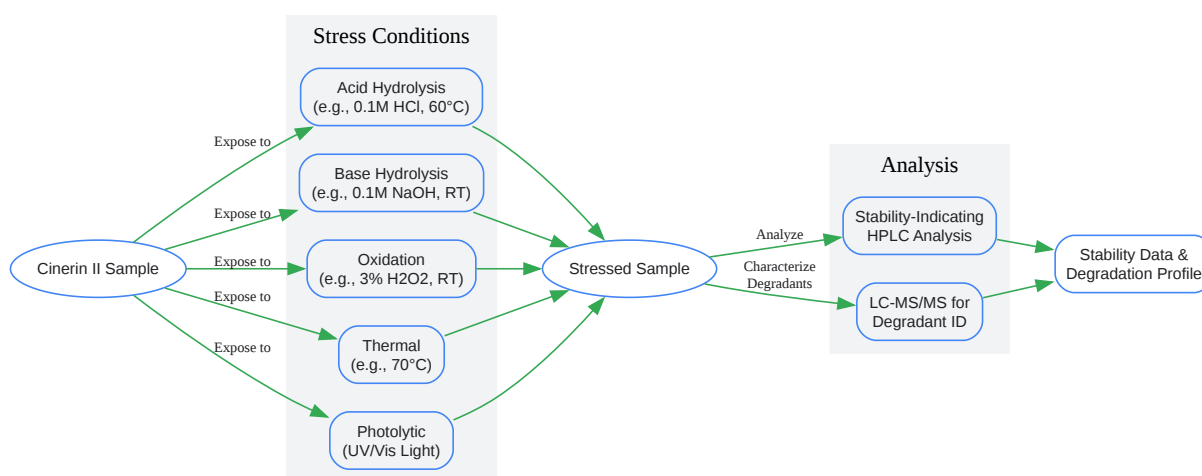 Stress Conditions
Acid Hydrolysis
(e.g., 0.1M HCl, 60°C)
Expose to
Base Hydrolysis
(e.g., 0.1M NaOH, RT)
Expose to
Cinerin II Sample
Expose to
Oxidation
(e.g., 3% H2O2, RT)
Expose to
Thermal
(e.g., 70°C)
Expose to
Photolytic
(UV/Vis Light)
Stressed Sample
Analyze
Characterize
Degradants
Analysis
Stability-Indicating
HPLC Analysis
LC-MS/MS for
Degradant ID
Stability Data &
Degradation Profile